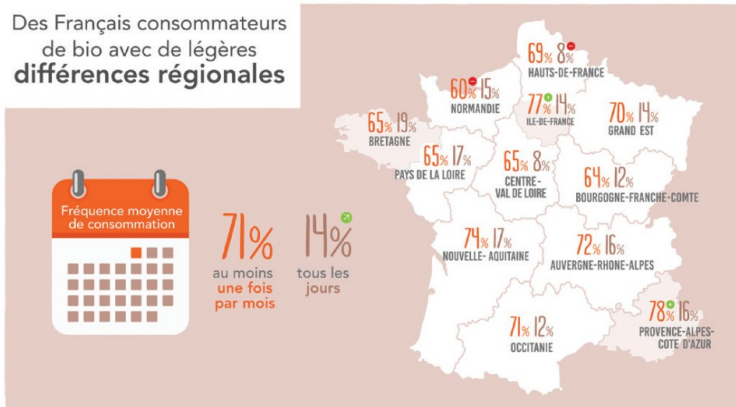 Des Français consommateurs
de bio avec de légères
différences régionales
Fréquence moyenne
de consommation
71%
au moins
une fois
par mois
14%
tous les
jours
69% 8%
HAUTS-DE-FRANCE
60% 15%
NORMANDIE
77% 14%
ILE-DE-FRANCE
70% 14%
GRAND EST
65% 19%
BRETAGNE
65% 17%
PAYS DE LA LOIRE
65% 8%
CENTRE-
VAL DE LOIRE
64% 12%
BOURGOGNE-FRANCHE-COMTE
74% 17%
NOUVELLE- AQUITAINE
72% 16%
AUVERGNE-RHONE-ALPES
71% 12%
OCCITANIE
78% 16%
PROVENCE-ALPES-
COTE D'AZUR